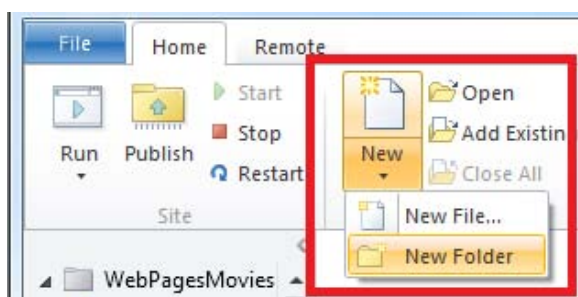 File Home Remote
Start
Stop
Restart
Run Publish
Site
Open
Add Existin
Close All
New
New File...
New Folder
WebPagesMovies